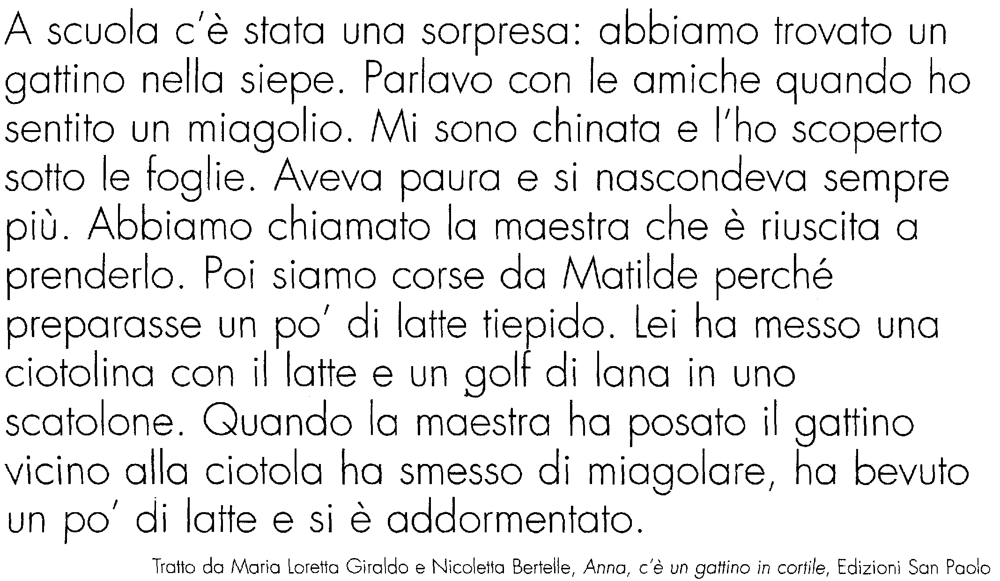 A scuola c'è stata una sorpresa: abbiamo trovato un
gattino nella siepe. Parlavo con le amiche quando ho
sentito un miagolio. Mi sono chinata e l'ho scoperto
sotto le foglie. Aveva paura e si nascondeva sempre
più. Abbiamo chiamato la maestra che è riuscita a
prenderlo. Poi siamo corse da Matilde perché
preparasse un po' di latte tiepido. Lei ha messo una
ciotolina con il latte e un golf di lana in uno
scatolone. Quando la maestra ha posato il gattino
vicino alla ciotola ha smesso di miagolare, ha bevuto
un po' di latte e si è addormentato.
Tratto da Maria Loretta Giraldo e Nicoletta Bertelle, Anna, c'è un gattino in cortile, Edizioni San Paolo